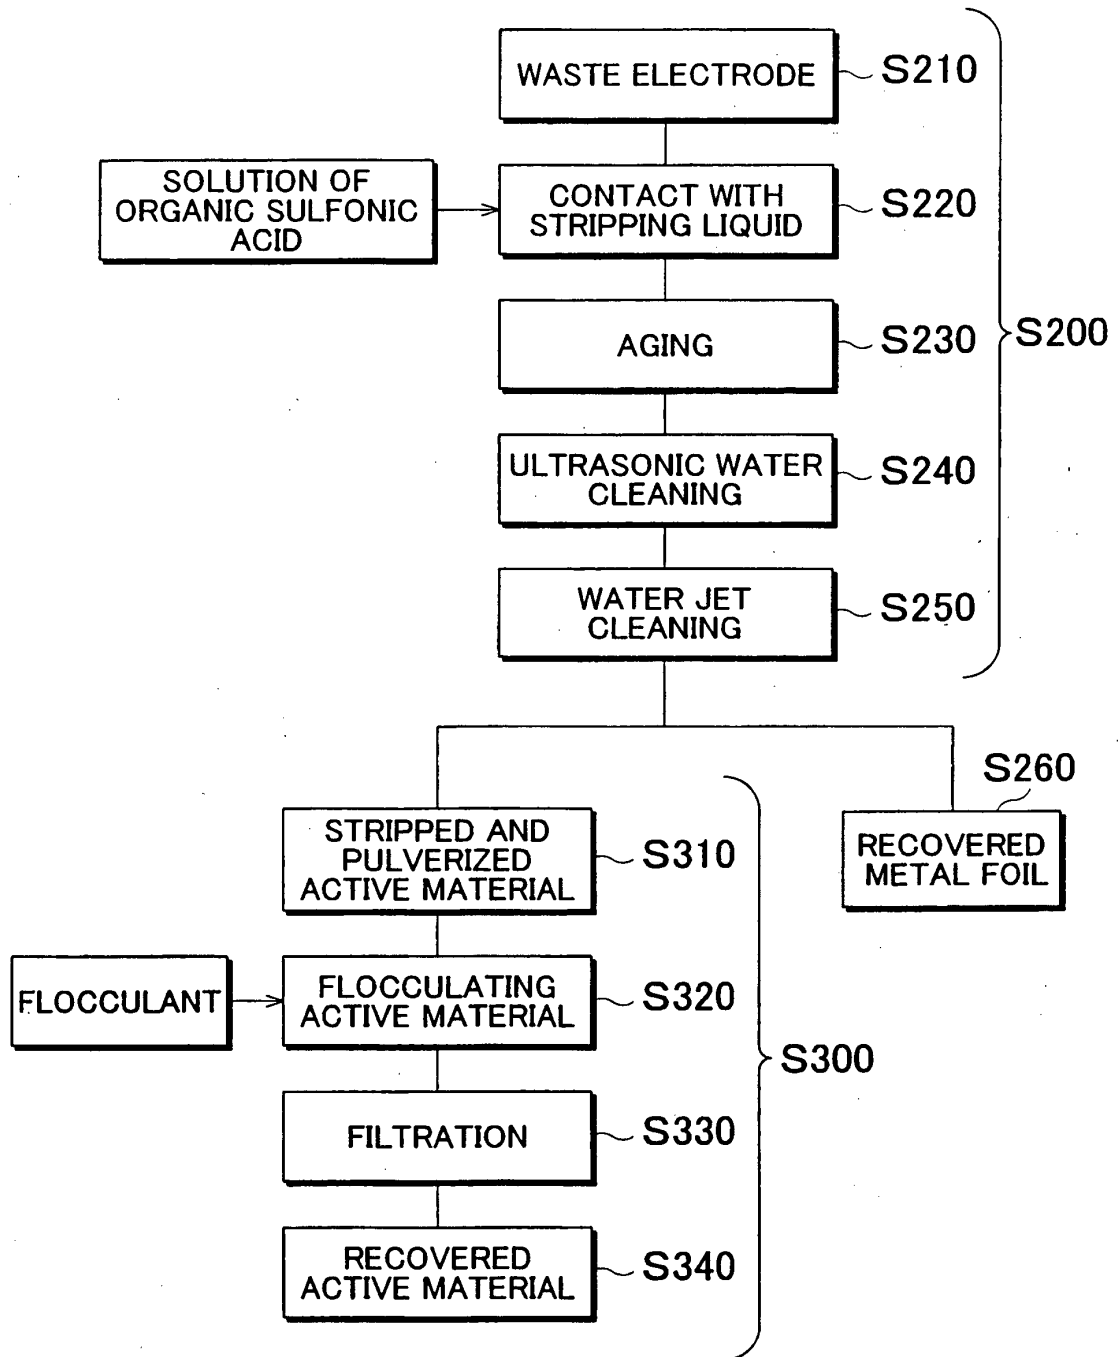 WASTE ELECTRODE
S210
SOLUTION OF
ORGANIC SULFONIC
ACID
CONTACT WITH
STRIPPING LIQUID
S220
AGING
S230
S200
ULTRASONIC WATER
CLEANING
S240
WATER JET
CLEANING
S250
S260
STRIPPED AND
PULVERIZED
ACTIVE MATERIAL
S310
RECOVERED
METAL FOIL
FLOCCULANT
FLOCCULATING
ACTIVE MATERIAL
S320
S300
FILTRATION
S330
RECOVERED
ACTIVE MATERIAL
S340